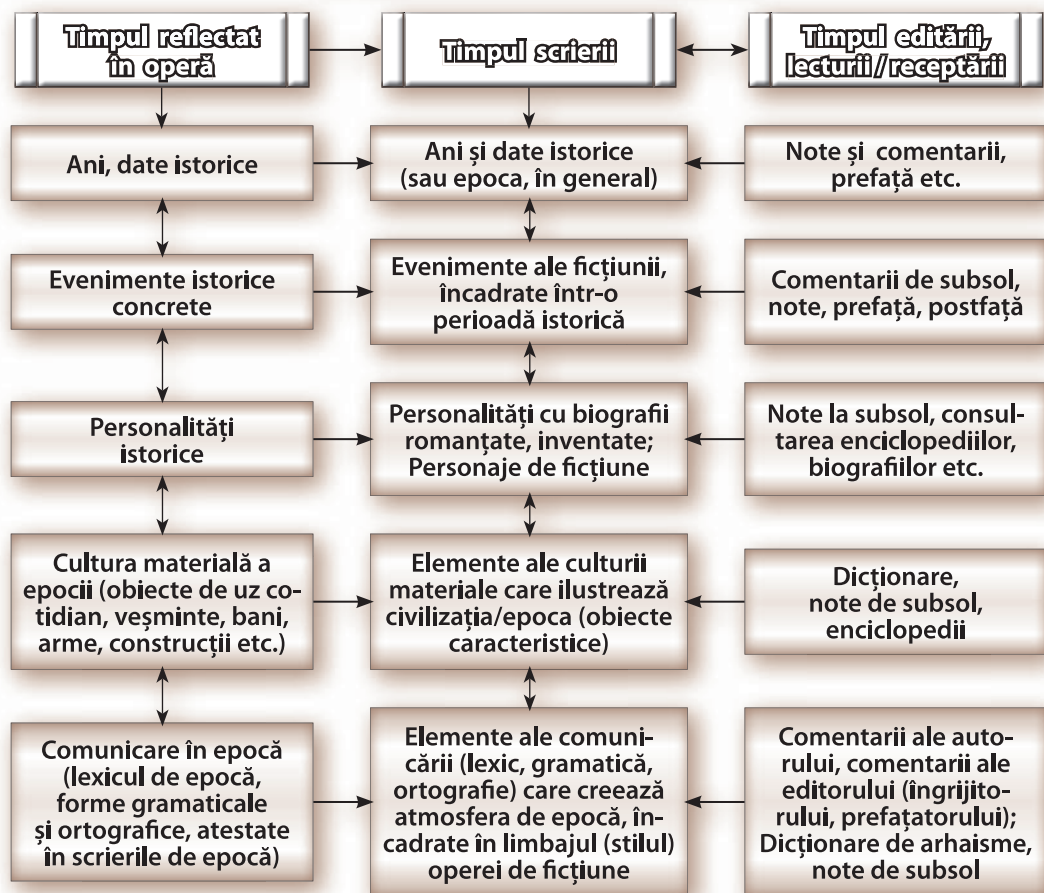 Timpul reflectat
în operă
Timpul scrierii
Timpul editării,
lecturii / receptării
Ani, date istorice
Ani și date istorice
(sau epoca, în general)
Note și comentarii,
prefață etc.
Evenimente istorice
concrete
Evenimente ale ficțiunii,
încadrate într-o
perioadă istorică
Comentarii de subsol,
note, prefață, postfață
Personalități
istorice
Personalități cu biografii
romanțate, inventate;
Personaje de ficțiune
Note la subsol, consul-
tarea enciclopediilor,
biografiilor etc.
Cultura materială a
epocii (obiecte de uz co-
tidian, veșminte, bani,
arme, construcții etc.)
Elemente ale culturii
materiale care ilustrează
civilizația/epoca (obiecte
caracteristice)
Dicționare,
note de subsol,
enciclopedii
Comunicare în epocă
(lexicul de epocă,
forme gramaticale
și ortografice, atestate
în scrierile de epocă)
Elemente ale comuni-
cării (lexic, gramatică,
ortografie) care creează
atmosfera de epocă, în-
cadrate în limbajul (stilul)
operei de ficțiune
Comentarii ale auto-
rului, comentarii ale
editorului (îngrijito-
rului, prefațatorului);
Dicționare de arhaisme,
note de subsol